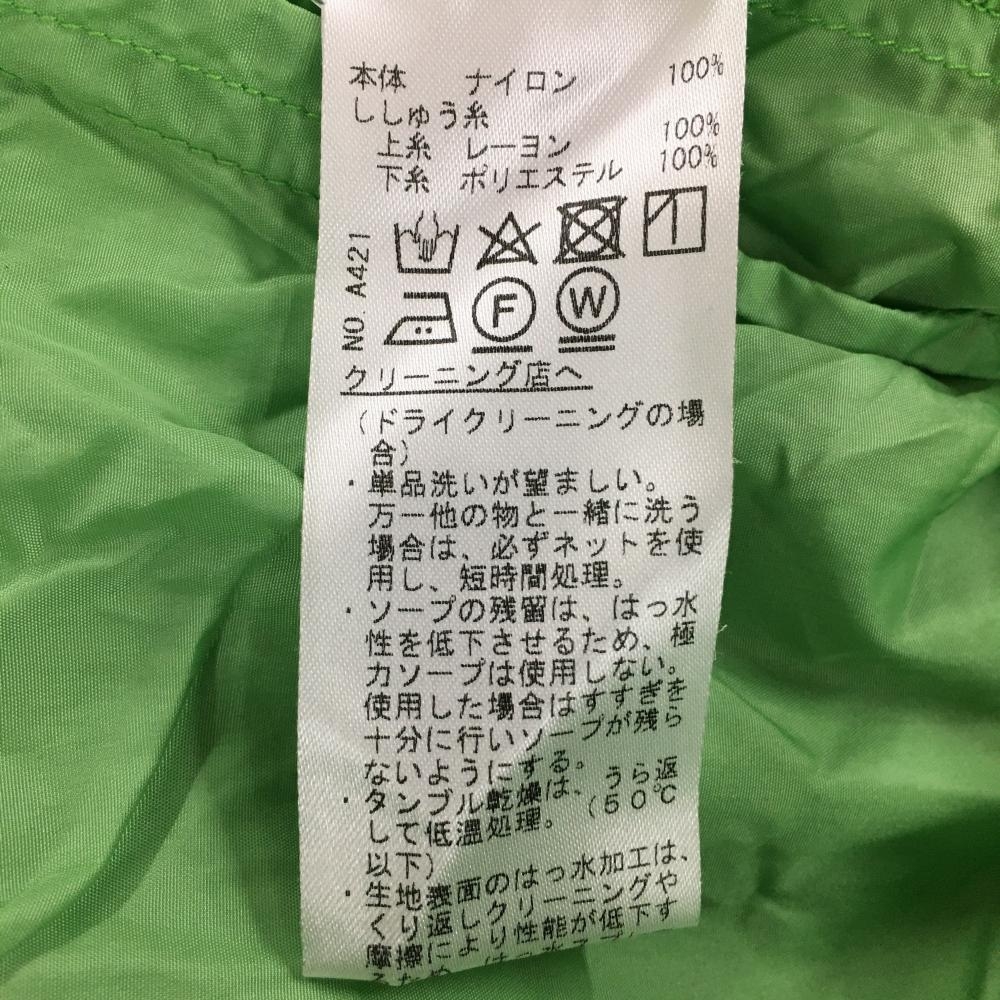 本体 ナイロン 100%
ししゅう糸
上糸 レーヨン 100%
下糸 ポリエステル 100%
NO. A421
F W
クリーニング店へ
(ドライクリーニングの場
合)
・単品洗いが望ましい。
万一他の物と一緒に洗う
場合は、必ずネットを使
用し、短時間処理。
・ソープの残留は、はっ水
性を低下させるため、極
力ソープは使用しない。
使用した場合はすすぎを
十分に行いソープが残ら
ないようにする。
・タンブル乾燥は、うら返
して低温処理。(50℃
以下)
・生地表面のはっ水加工は、
くり返しクリーニングや
摩擦により性能が低下す
るため、はっ水